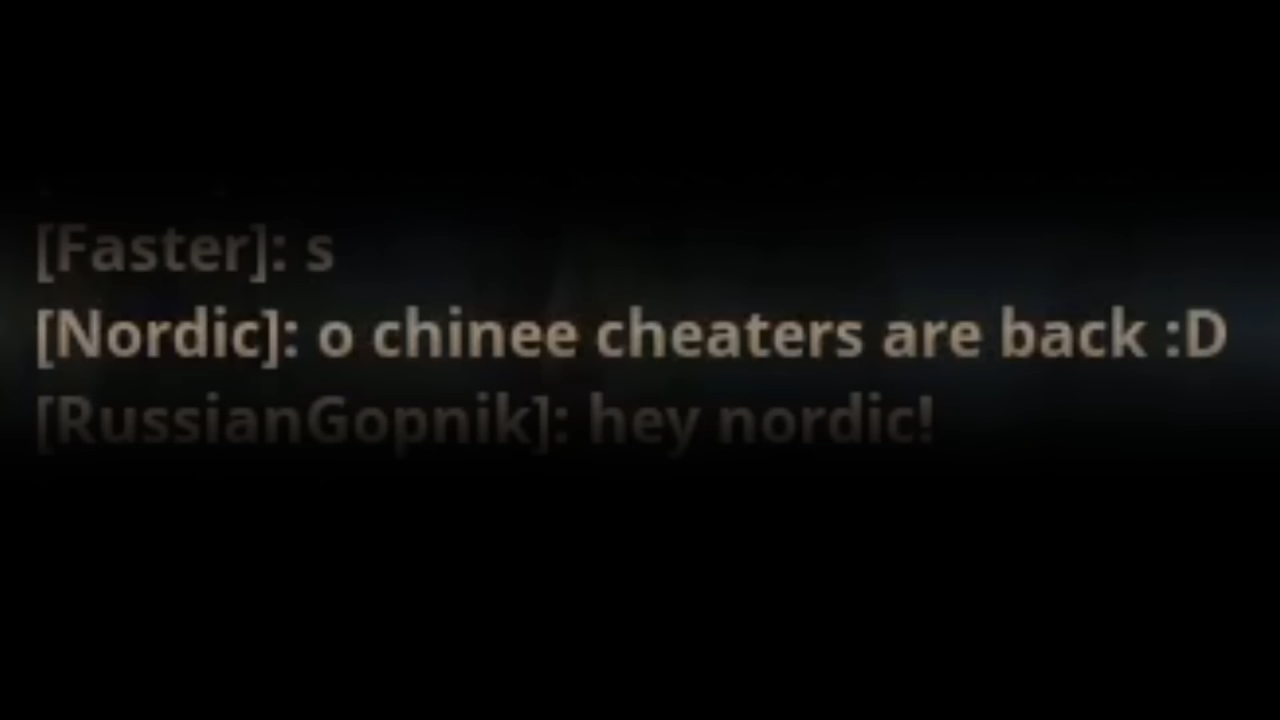 [Faster]: s
[Nordic]: o chinee cheaters are back :D
[RussianGopnik]: hey nordic!